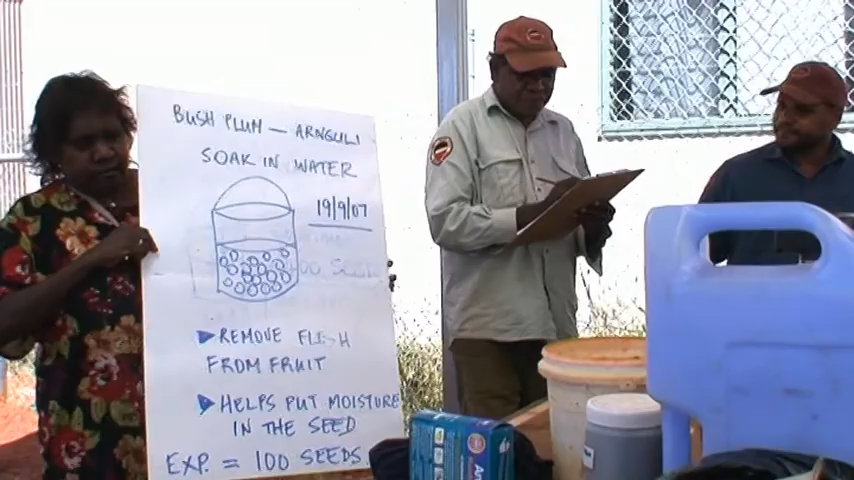 BUSH PLUM — ARNGULI
SOAK IN WATER
19/9/07
REMOVE FLESH
FROM FRUIT
HELPS PUT MOISTURE
IN THE SEED
EXP. = 100 SEEDS